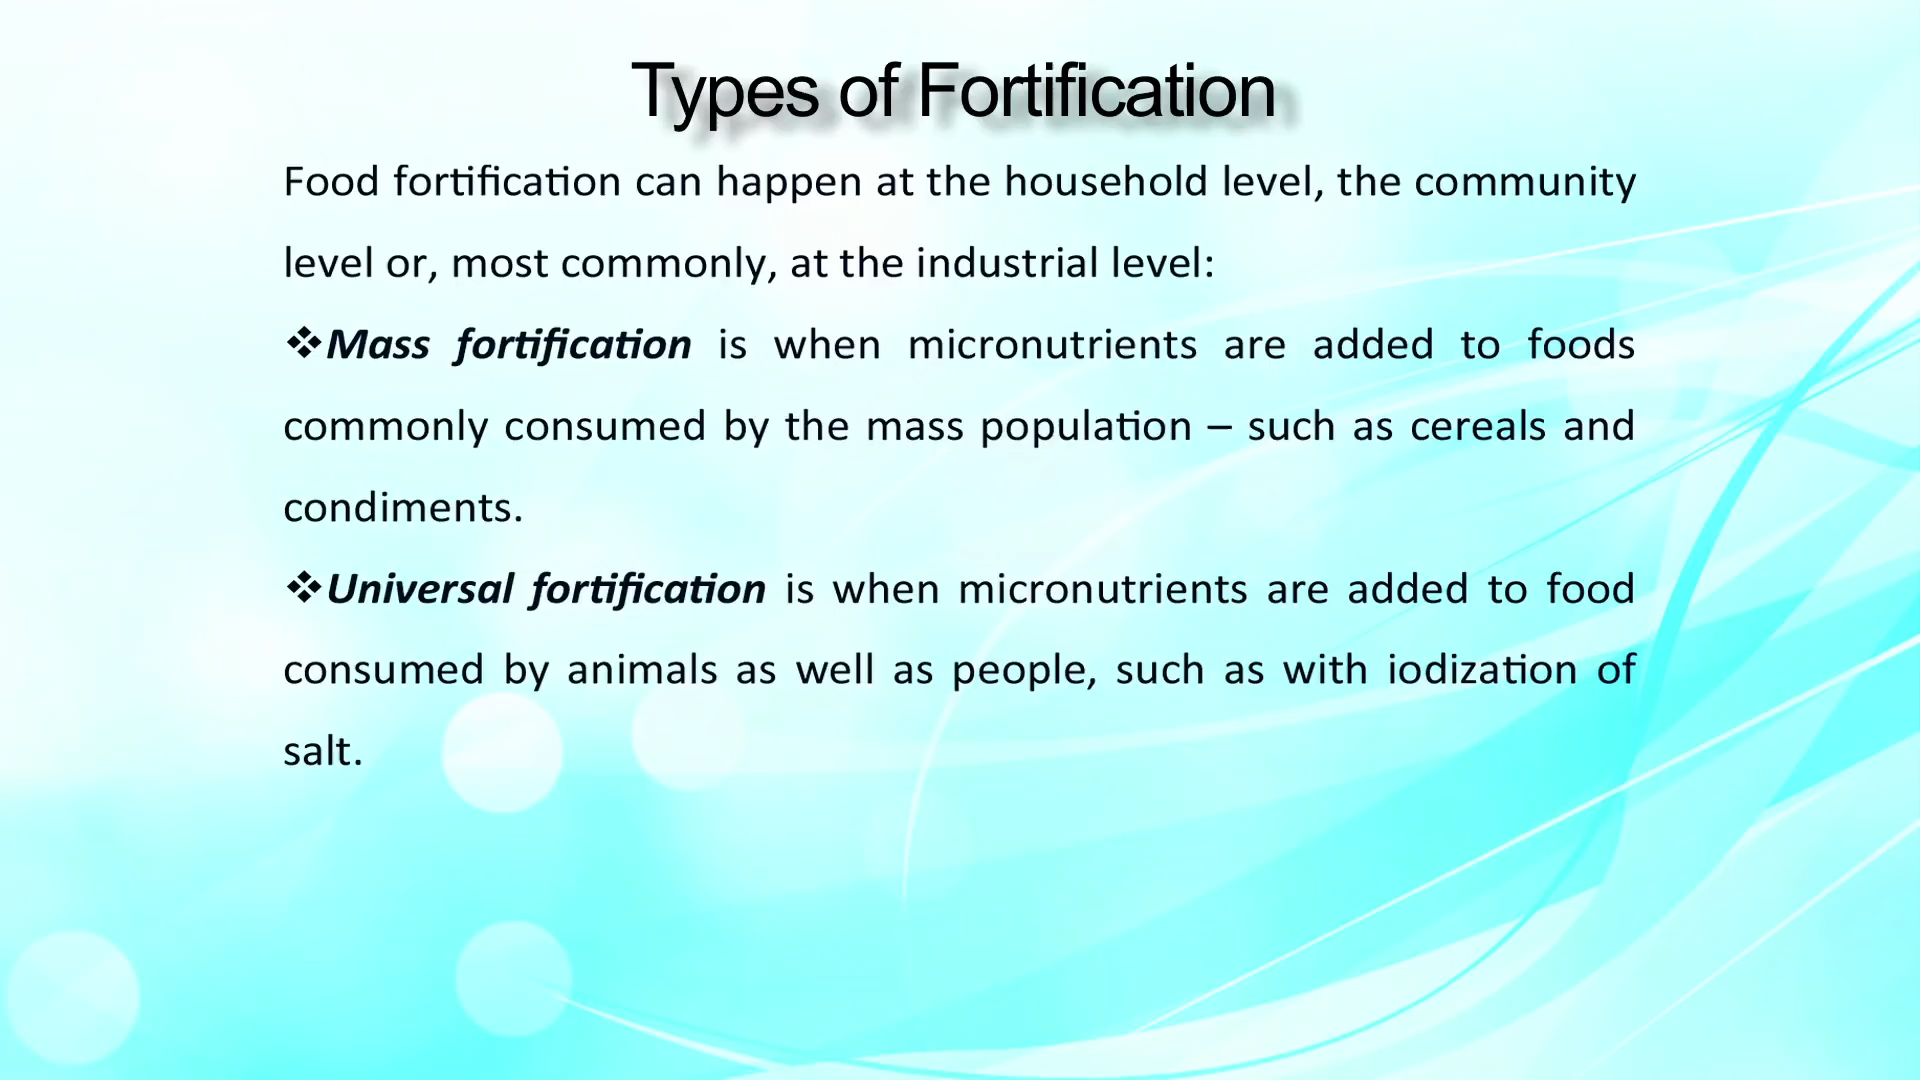 Types of Fortification
Food fortification can happen at the household level, the community
level or, most commonly, at the industrial level:
❖Mass fortification is when micronutrients are added to foods
commonly consumed by the mass population – such as cereals and
condiments.
❖Universal fortification is when micronutrients are added to food
consumed by animals as well as people, such as with iodization of
salt.